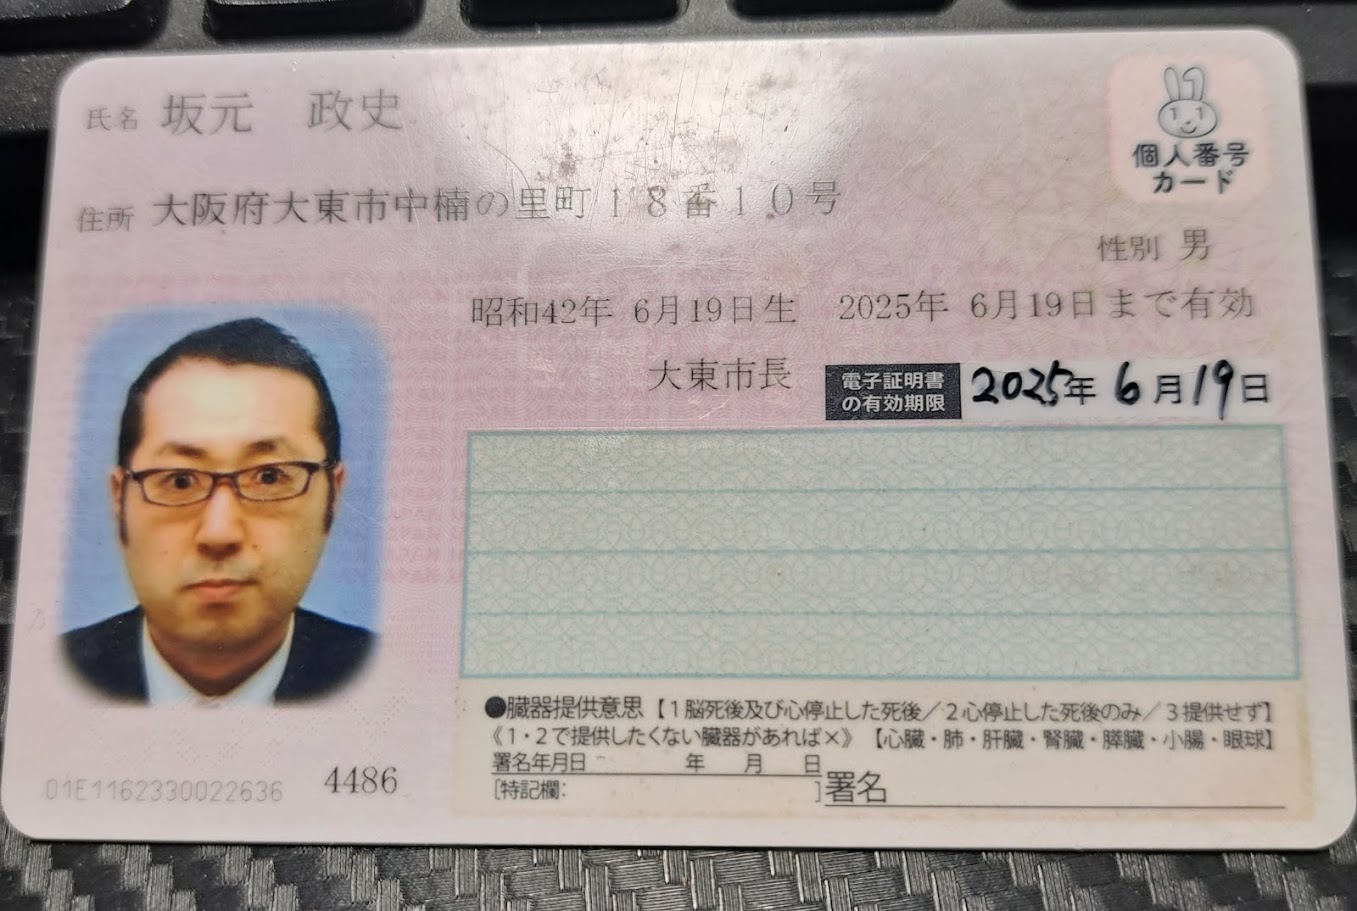 氏名 坂元 政史
個人番号
カード
住所 大阪府大東市中楠の里町18番10号
性別 男
昭和42年 6月19日生 2025年 6月19日まで有効
大東市長
電子証明書
の有効期限 2025年 6月19日
●臓器提供意思【1脳死後及び心停止した死後／2心停止した死後のみ／3提供せず】
《1・2で提供したくない臓器があれば×》【心臓・肺・肝臓・腎臓・膵臓・小腸・眼球】
署名年月日 年 月 日
[特記欄: ] 署名
01E1162330022636 4486